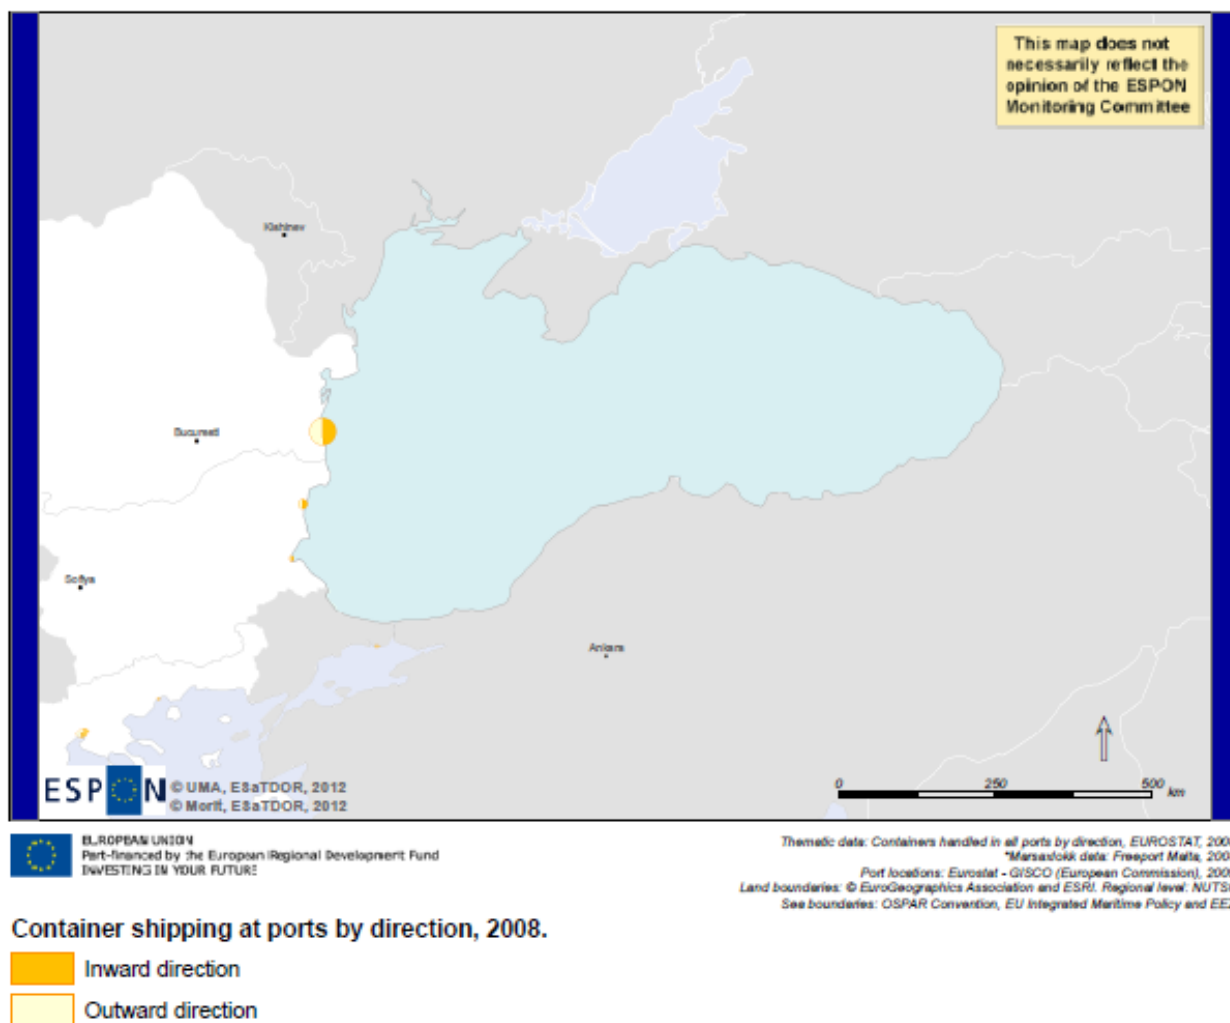 This map does not
necessarily reflect the
opinion of the ESPON
Monitoring Committee
Kishinev
Bucuresti
Sofiya
Ankara
0 250 500 km
ESPON
© UMA, ESaTDOR, 2012
© Merit, ESaTDOR, 2012
EUROPEAN UNION
Part-financed by the European Regional Development Fund
INVESTING IN YOUR FUTURE
Thematic data: Containers handled in all ports by direction, EUROSTAT,
*Marsaxlokk data: Freeport Malta,
Port locations: Eurostat - GISCO (European Commission),
Land boundaries: © EuroGeographics Association and ESRI. Regional level:
See boundaries: OSPAR Convention, EU Integrated Maritime Policy and
Container shipping at ports by direction, 2008.
Inward direction
Outward direction